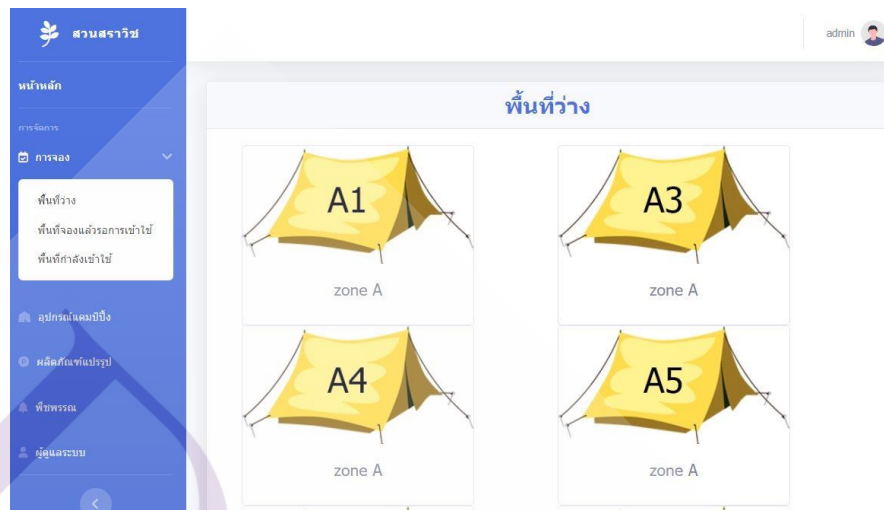 สวนสราวิช
admin
หน้าหลัก
พื้นที่ว่าง
การจัดการ
การจอง
พื้นที่ว่าง
พื้นที่จองแล้วรอการเข้าใช้
พื้นที่กำลังเข้าใช้
อุปกรณ์แคมป์ปิ้ง
ผลิตภัณฑ์แปรรูป
พืชพรรณ
ผู้ดูแลระบบ
A1
zone A
A3
zone A
A4
zone A
A5
zone A